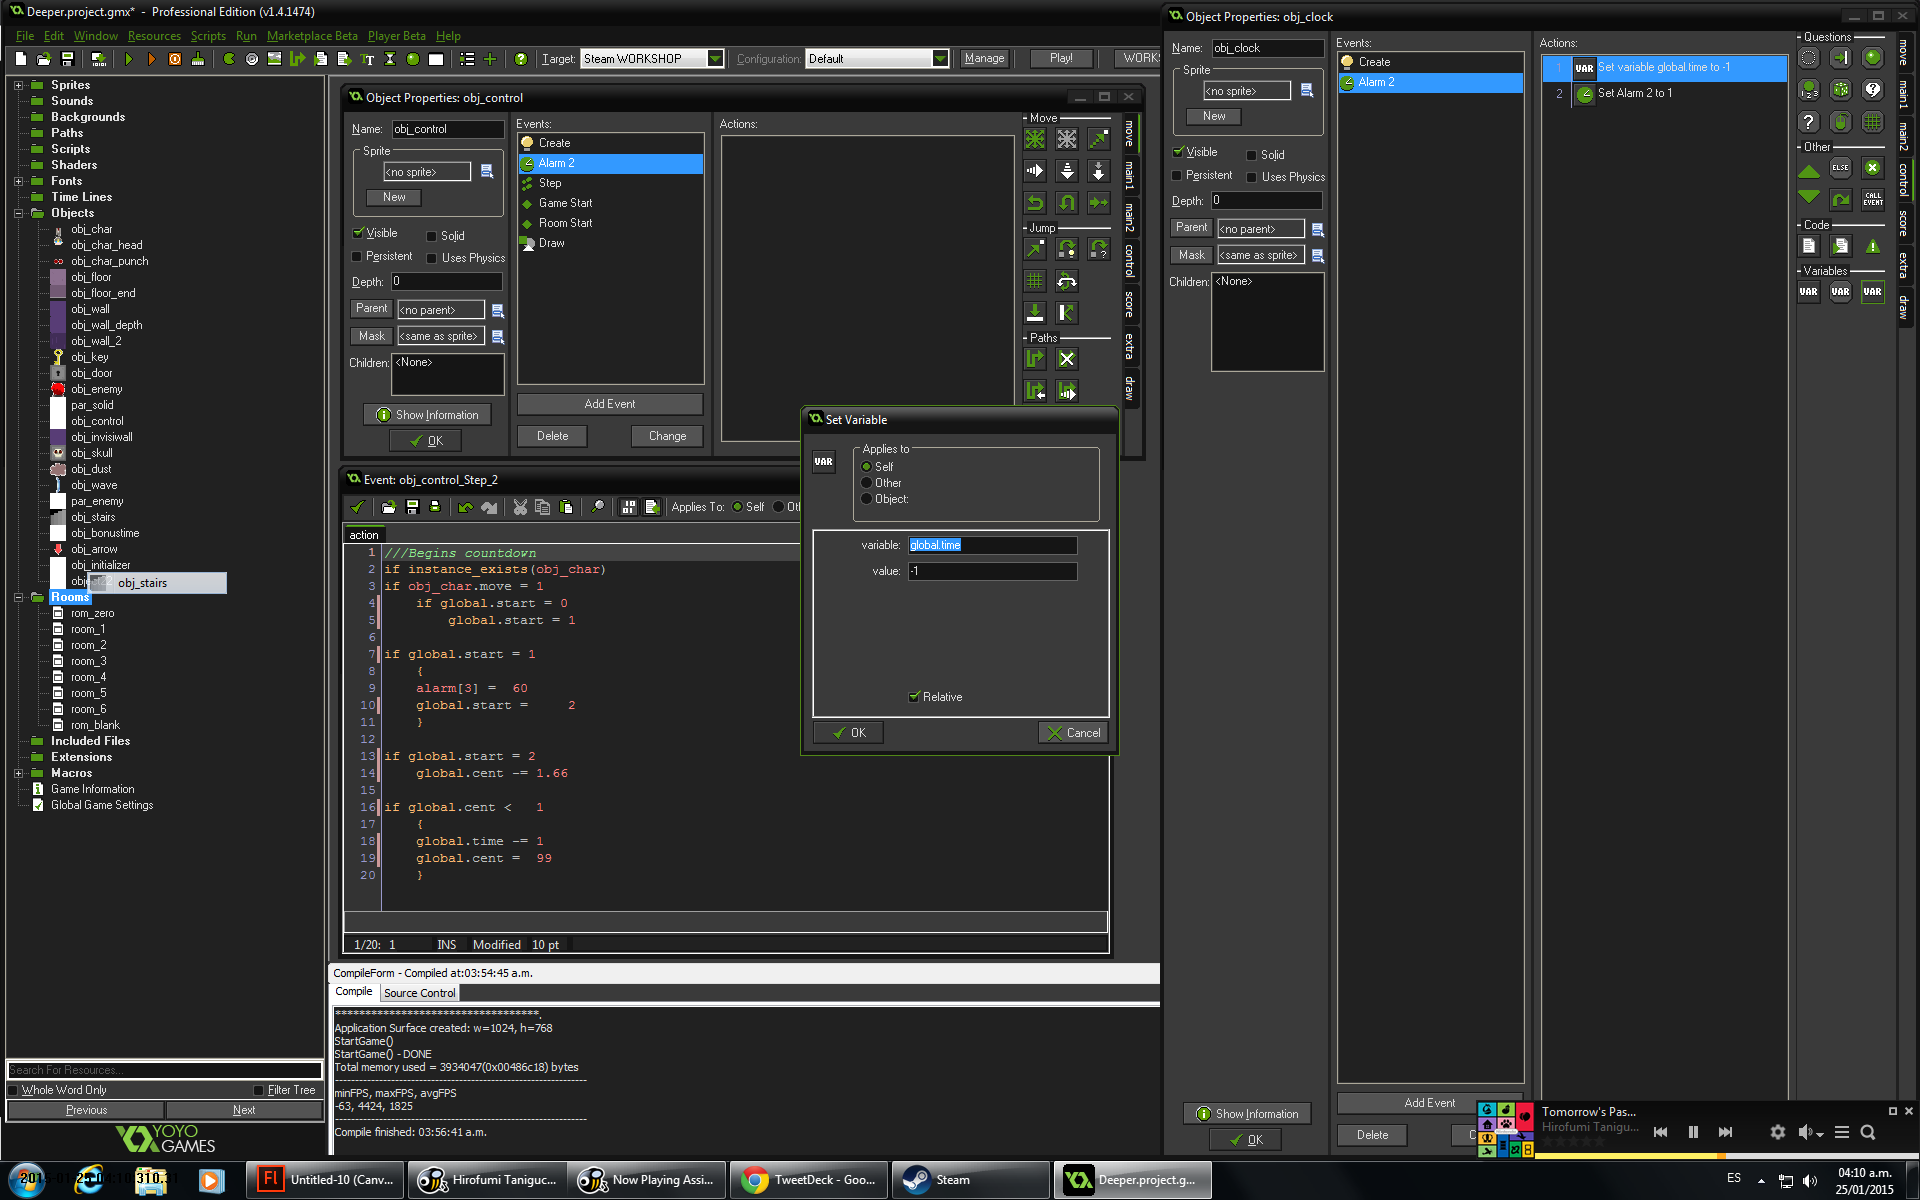 Deeper.project.gmx* - Professional Edition (v1.4.1474)
File Edit Window Resources Scripts Run Marketplace Beta Player Beta Help
Target: Steam WORKSHOP Configuration: Default Manage Play!
Sprites
Sounds
Backgrounds
Paths
Scripts
Shaders
Fonts
Time Lines
Objects
obj_char
obj_char_head
obj_char_punch
obj_floor
obj_floor_end
obj_wall
obj_wall_depth
obj_wall_2
obj_key
obj_door
obj_enemy
par_solid
obj_control
obj_invisiwall
obj_skull
obj_dust
obj_wave
par_enemy
obj_stairs
obj_bonustime
obj_arrow
obj_initializer
obj_stairs
Rooms
rom_zero
room_1
room_2
room_3
room_4
room_5
room_6
rom_blank
Included Files
Extensions
Macros
Game Information
Global Game Settings
Search For Resources...
Whole Word Only Filter Tree
Previous Next
YOYO
GAMES
Object Properties: obj_control
Name: obj_control
Sprite
<no sprite>
New
Visible Solid
Persistent Uses Physics
Depth: 0
Parent <no parent>
Mask <same as sprite>
Children: <None>
Show Information
OK
Events:
Create
Alarm 2
Step
Game Start
Room Start
Draw
Add Event
Delete Change
Actions:
Move
Jump
Paths
move
main1
main2
control
score
extra
draw
Event: obj_control_Step_2
Applies To: Self
action
1 ///Begins countdown
2 if instance_exists(obj_char)
3 if obj_char.move = 1
4 if global.start = 0
5 global.start = 1
6
7 if global.start = 1
8 {
9 alarm[3] = 60
10 global.start = 2
11 }
12
13 if global.start = 2
14 global.cent -= 1.66
15
16 if global.cent < 1
17 {
18 global.time -= 1
19 global.cent = 99
20 }
1/20: 1 INS Modified 10 pt
Set Variable
VAR
Applies to
Self
Other
Object:
variable: global.time
value: -1
Relative
OK Cancel
CompileForm - Compiled at:03:54:45 a.m.
Compile Source Control
**********************************.
Application Surface created: w=1024, h=768
StartGame()
StartGame() - DONE
Total memory used = 3934047(0x00486c18) bytes
minFPS, maxFPS, avgFPS
-63, 4424, 1825
Compile finished: 03:56:41 a.m.
Object Properties: obj_clock
Name: obj_clock
Sprite
<no sprite>
New
Visible Solid
Persistent Uses Physics
Depth: 0
Parent <no parent>
Mask <same as sprite>
Children: <None>
Show Information
OK
Events:
Create
Alarm 2
Add Event
Delete
Actions:
1 VAR Set variable global.time to -1
2 Set Alarm 2 to 1
Questions
Other
ELSE
CALL EVENT
Code
Variables
VAR VAR VAR
move
main1
main2
control
score
extra
draw
Tomorrow's Pas...
Hirofumi Tanigu...
Untitled-10 (Canv...
Hirofumi Taniguc...
Now Playing Assi...
TweetDeck - Goo...
Steam
Deeper.project.g...
ES
04:10 a.m.
25/01/2015